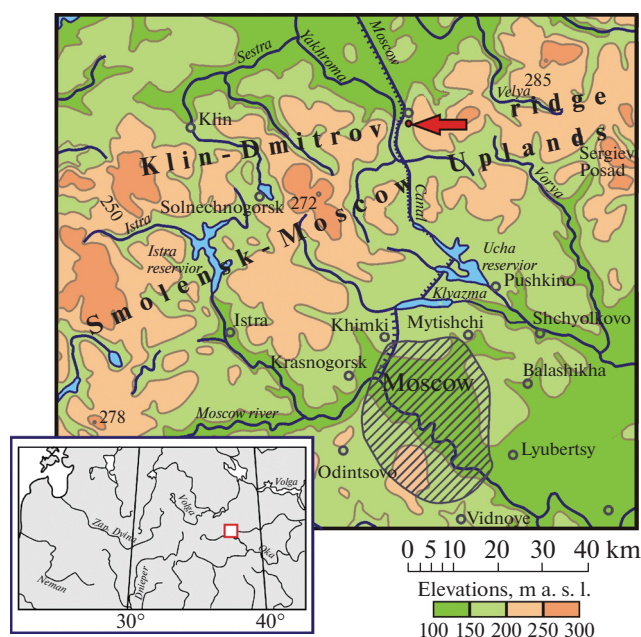 Moscow
Sestra
Yakhroma
285
Velya
Klin
Klin-Dmitrov ridge
Smolensk-Moscow Uplands
Sergiev
Posad
Vorya
250
Istra
Solnechnogorsk
272
Canal
Istra
reservior
Ucha
reservior
Pushkino
Klyazma
Istra
Khimki
Mytishchi
Shchyolkovo
Krasnogorsk
Moscow
Balashikha
278
Moscow river
Odintsovo
Lyubertsy
Vidnoye
Volga
Volga
Zap. Dvina
Oka
Neman
Dnieper
30°
40°
0 5 10 20 30 40 km
Elevations, m a. s. l.
100 150 200 250 300